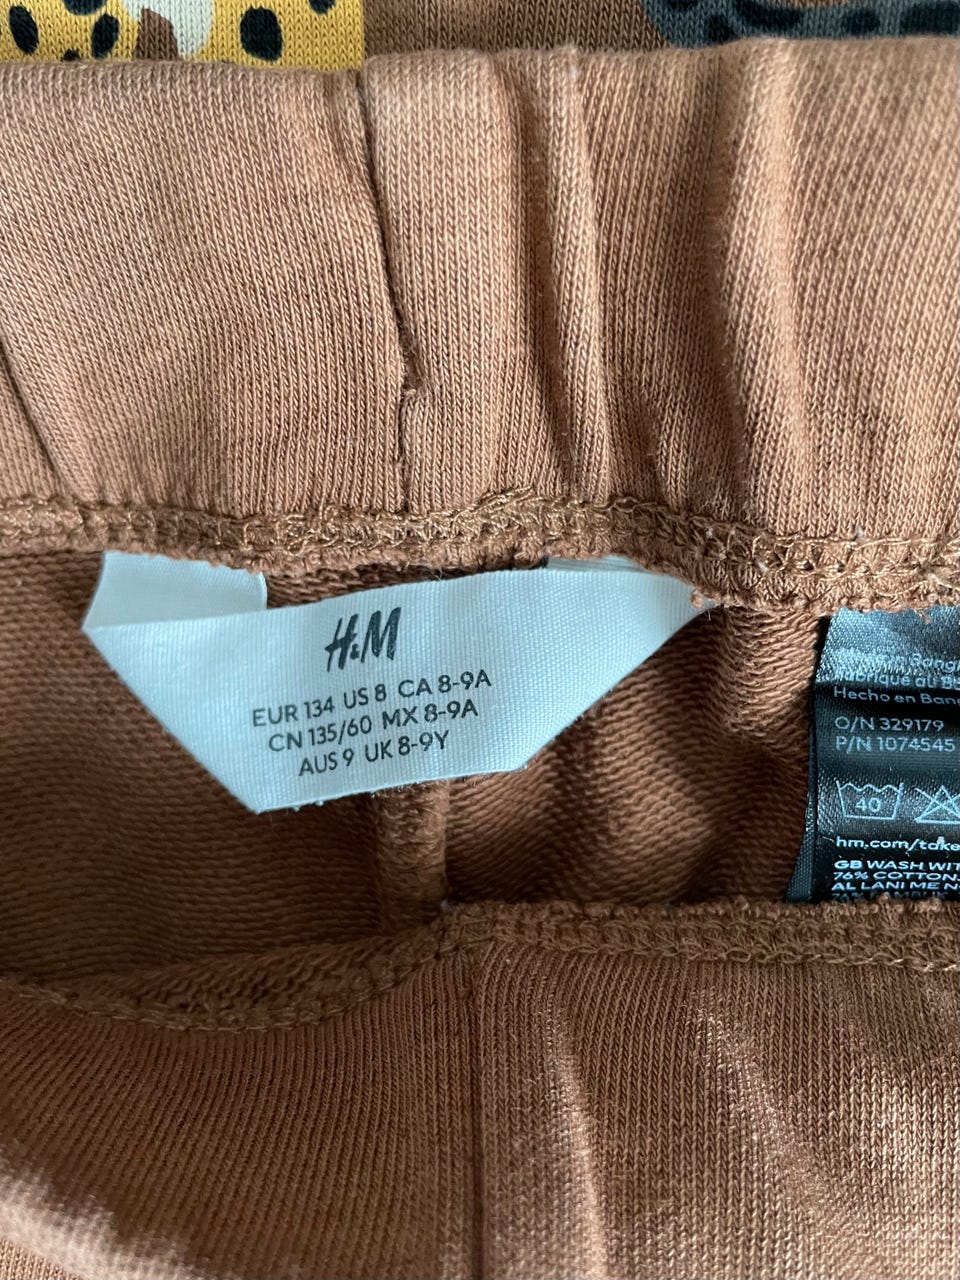 H&M
EUR 134 US 8 CA 8-9A
CN 135/60 MX 8-9A
AUS 9 UK 8-9Y
Hecho en Ban
O/N 329179
P/N 1074545
40
hm.com/take
GB WASH WIT
76% COTTON
AL LANI ME N